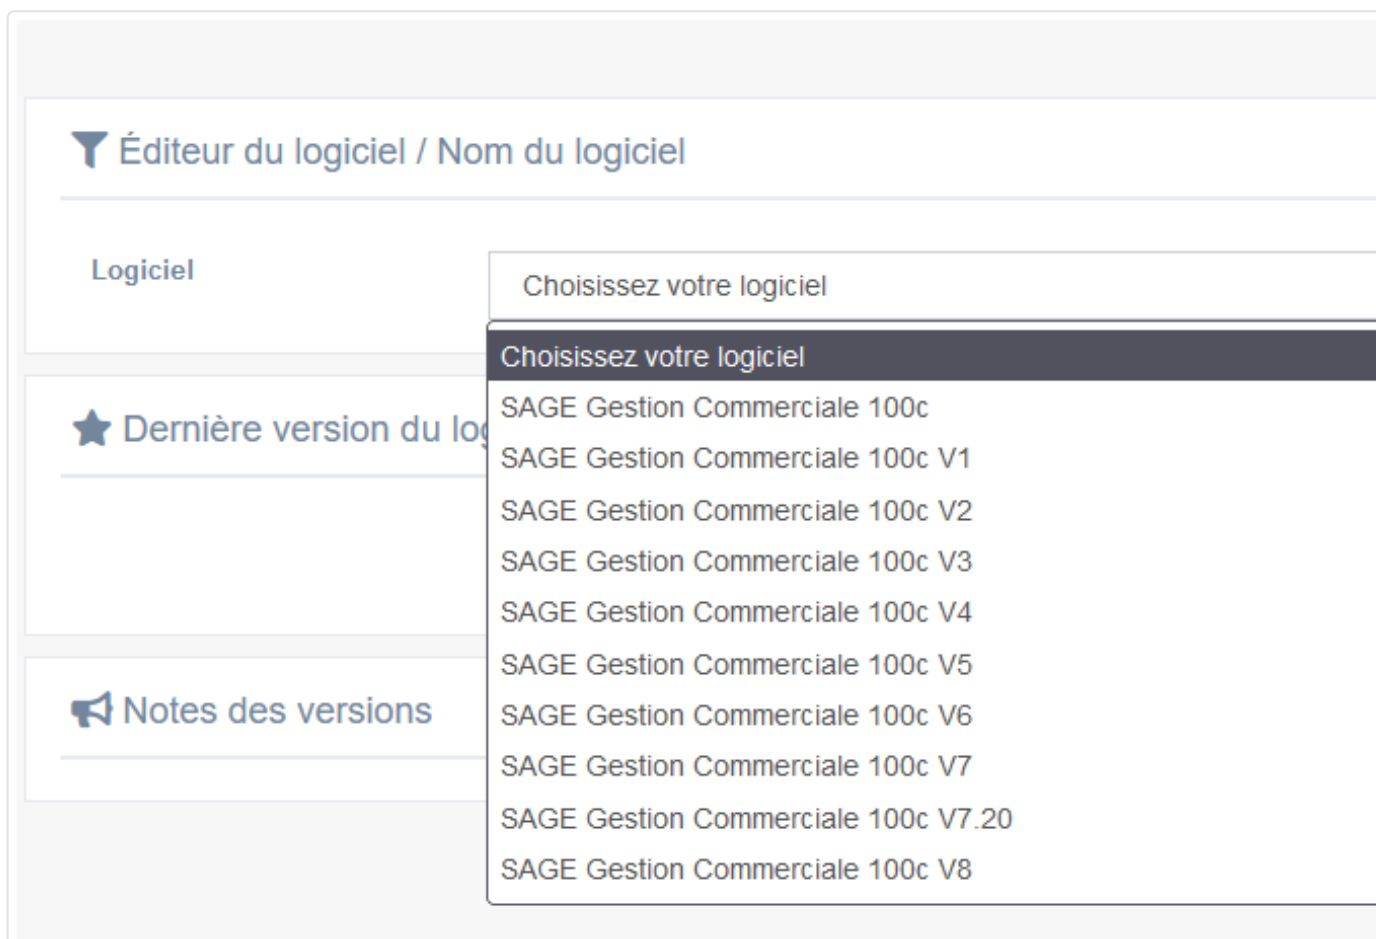 Éditeur du logiciel / Nom du logiciel
Logiciel
Choisissez votre logiciel
Choisissez votre logiciel
SAGE Gestion Commerciale 100c
SAGE Gestion Commerciale 100c V1
Dernière version du
SAGE Gestion Commerciale 100c V2
SAGE Gestion Commerciale 100c V3
SAGE Gestion Commerciale 100c V4
SAGE Gestion Commerciale 100c V5
SAGE Gestion Commerciale 100c V6
SAGE Gestion Commerciale 100c V7
SAGE Gestion Commerciale 100c V7.20
SAGE Gestion Commerciale 100c V8
Notes des versions